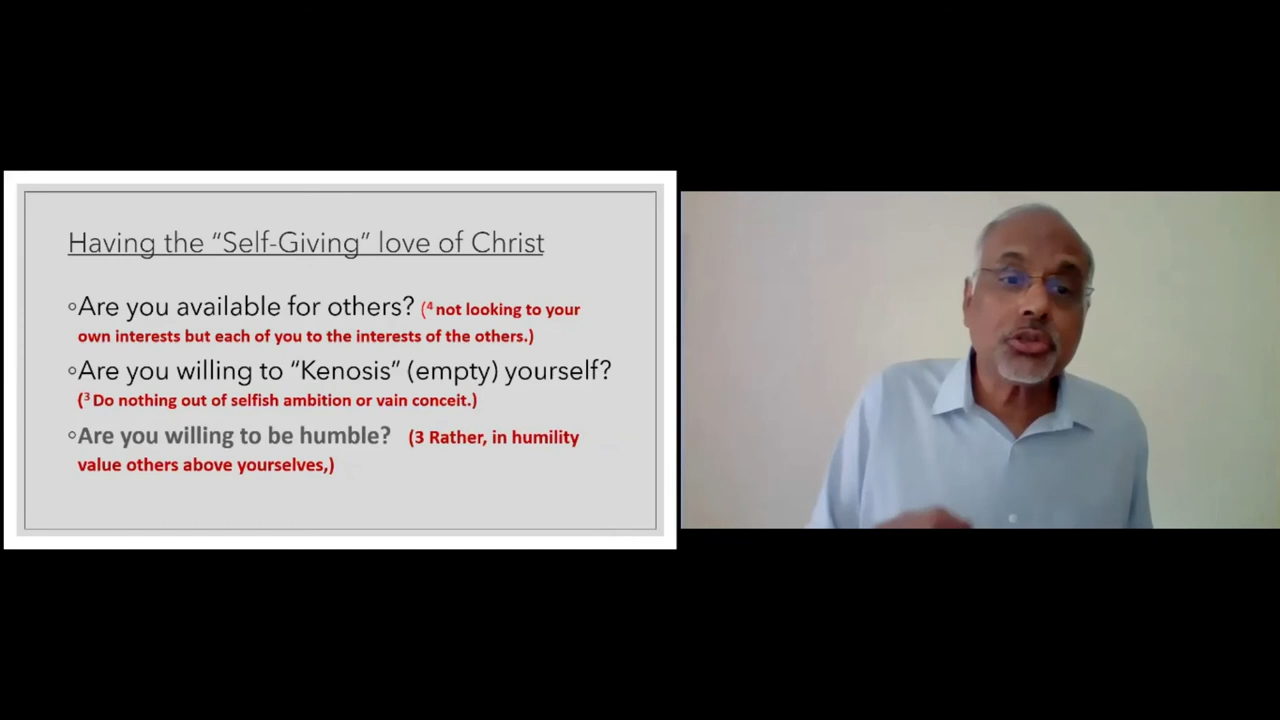 Having the “Self-Giving” love of Christ
◦Are you available for others? (⁴ not looking to your
own interests but each of you to the interests of the others.)
◦Are you willing to “Kenosis” (empty) yourself?
(³ Do nothing out of selfish ambition or vain conceit.)
◦Are you willing to be humble? (3 Rather, in humility
value others above yourselves,)